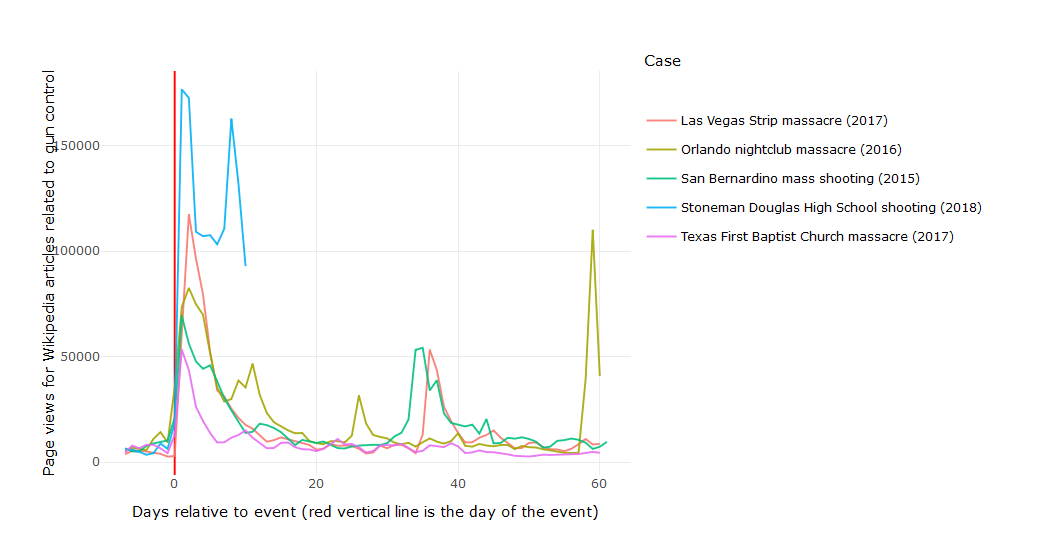 Case
Las Vegas Strip massacre (2017)
Orlando nightclub massacre (2016)
San Bernardino mass shooting (2015)
Stoneman Douglas High School shooting (2018)
Texas First Baptist Church massacre (2017)
Page views for Wikipedia articles related to gun control
150000
100000
50000
0
0 20 40 60
Days relative to event (red vertical line is the day of the event)